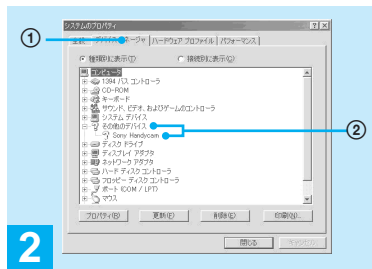 システムのプロパティ
① 全般 デバイス マネージャ ハードウェア プロファイル パフォーマンス
種類別に表示(T) 接続別に表示(C)
コンピュータ
1394 バス コントローラ
CD-ROM
キーボード
サウンド、ビデオ、およびゲームのコントローラ
システム デバイス
その他のデバイス
Sony Handycam ②
ディスク ドライブ
ディスプレイ アダプタ
ネットワーク アダプタ
ハード ディスク コントローラ
フロッピー ディスク コントローラ
ポート (COM / LPT)
マウス
プロパティ(R) 更新(F) 削除(E) 印刷(N)...
閉じる キャンセル
2